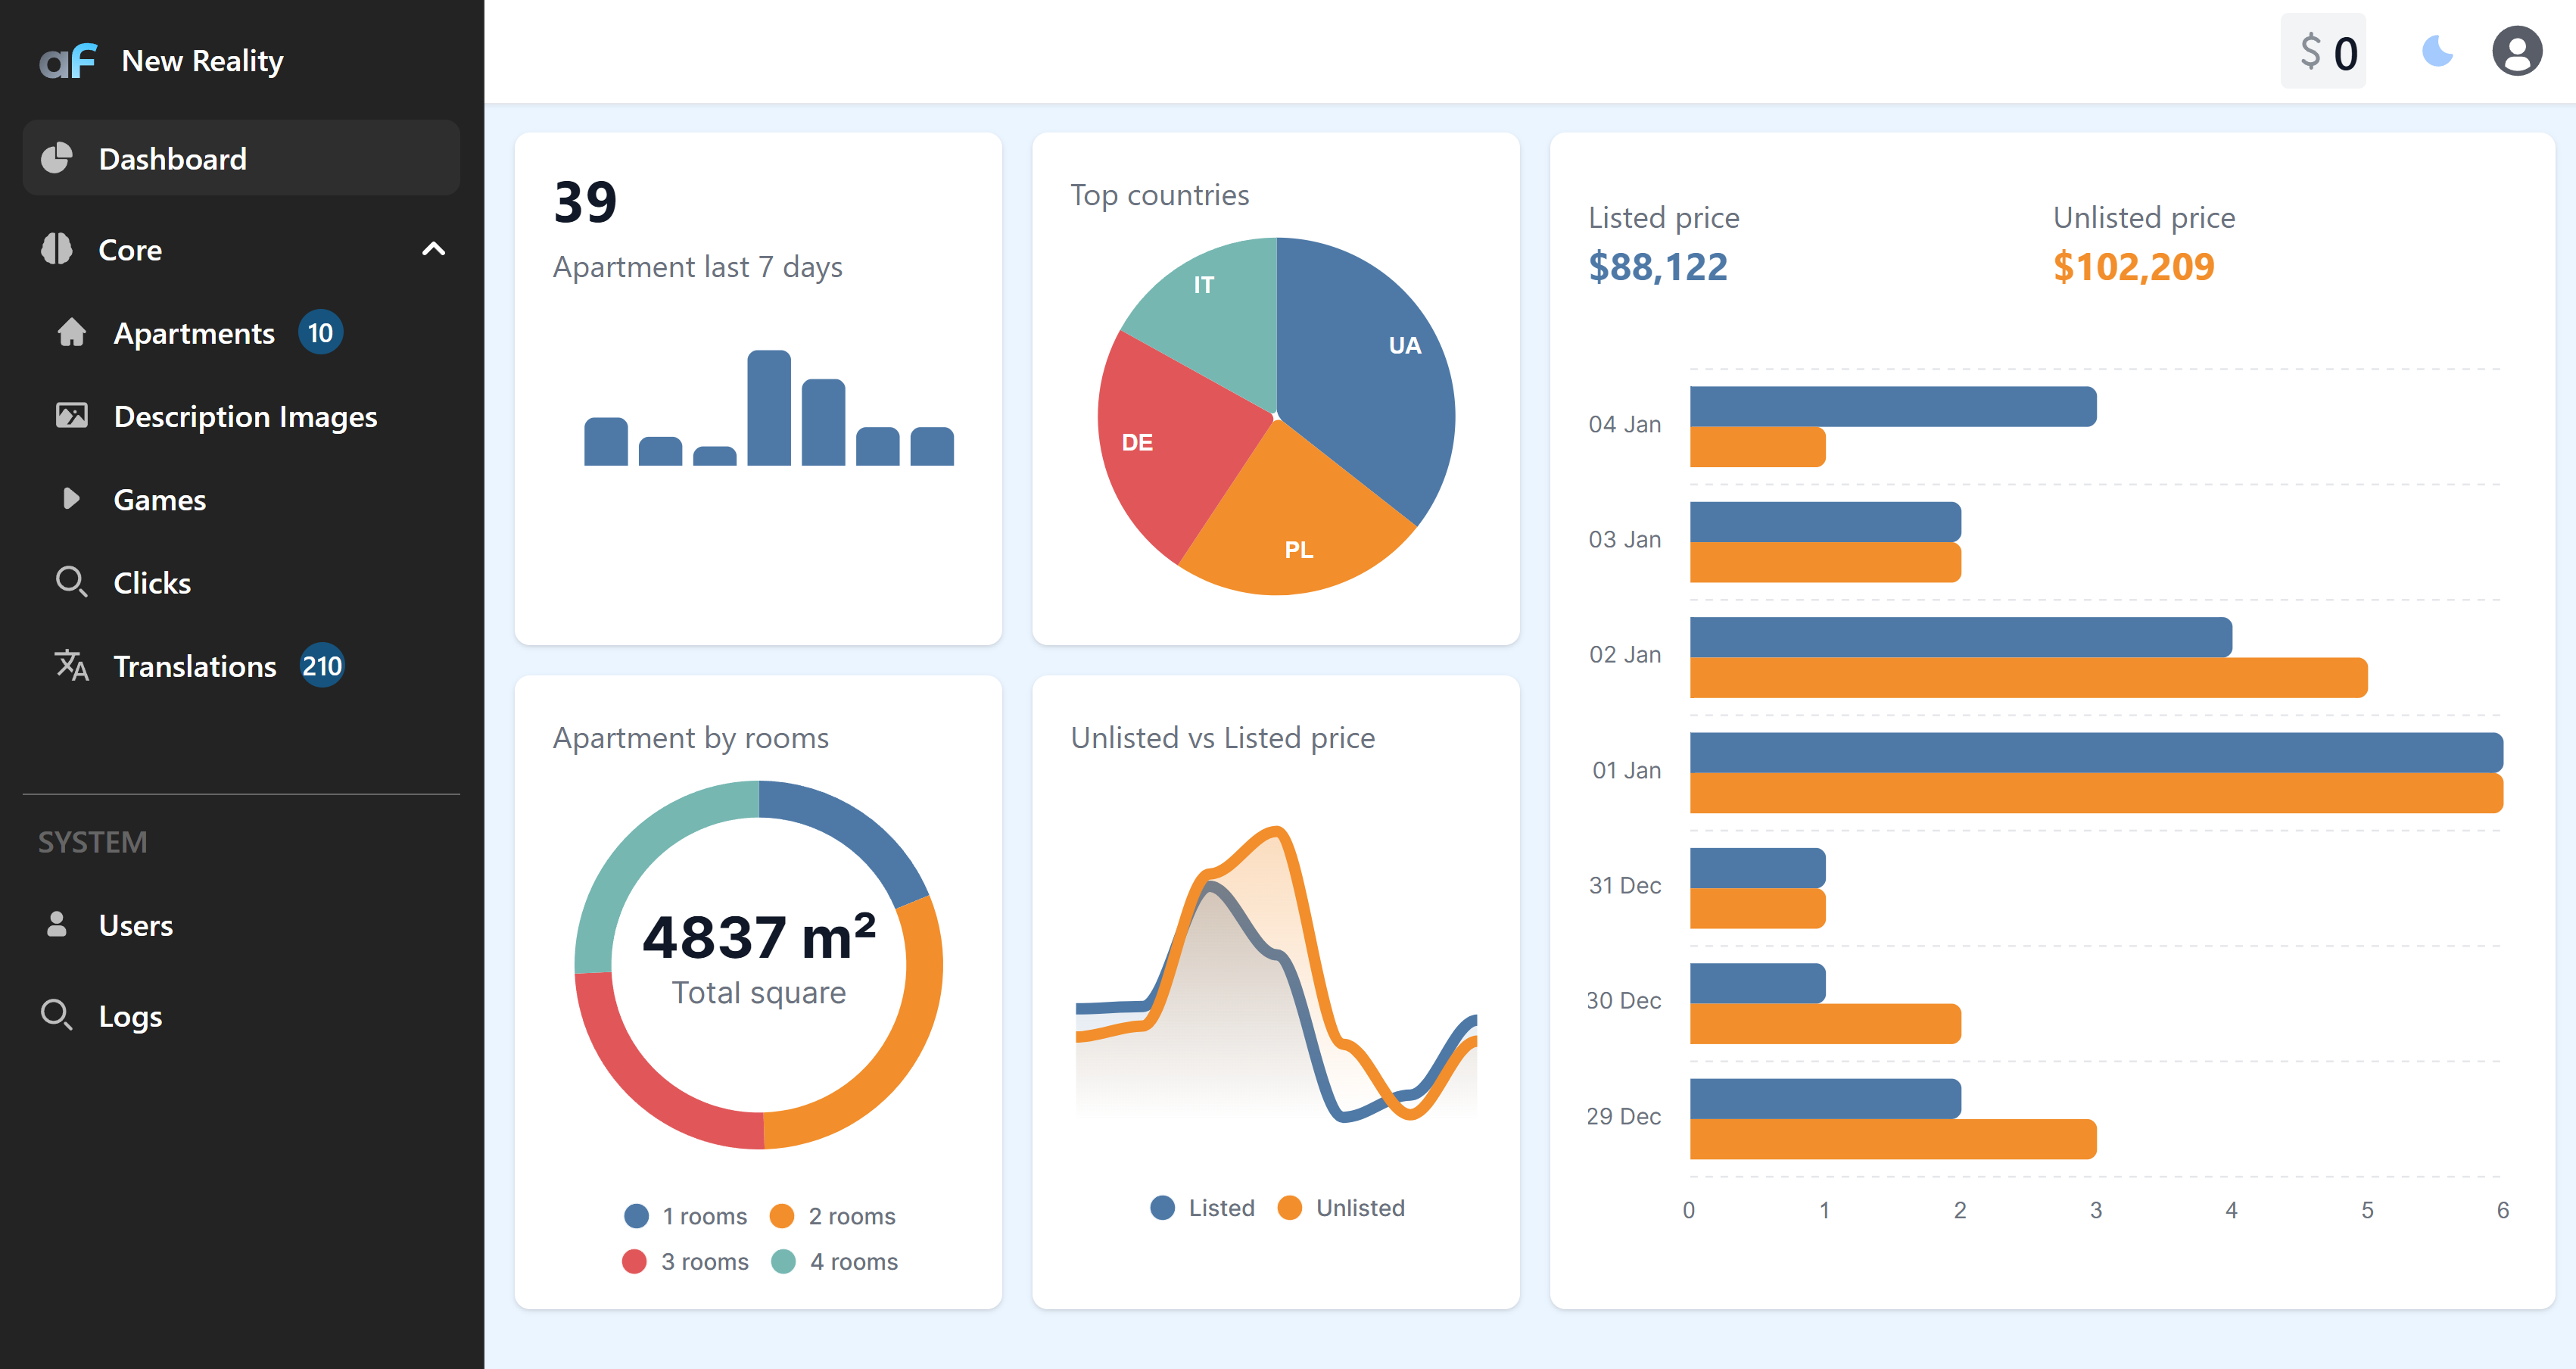 aF New Reality
Dashboard
Core
Apartments 10
Description Images
Games
Clicks
Translations 210
SYSTEM
Users
Logs
$ 0
39
Apartment last 7 days
Top countries
IT
UA
DE
PL
Apartment by rooms
4837 m²
Total square
1 rooms 2 rooms
3 rooms 4 rooms
Unlisted vs Listed price
Listed Unlisted
Listed price Unlisted price
$88,122 $102,209
04 Jan
03 Jan
02 Jan
01 Jan
31 Dec
30 Dec
29 Dec
0 1 2 3 4 5 6